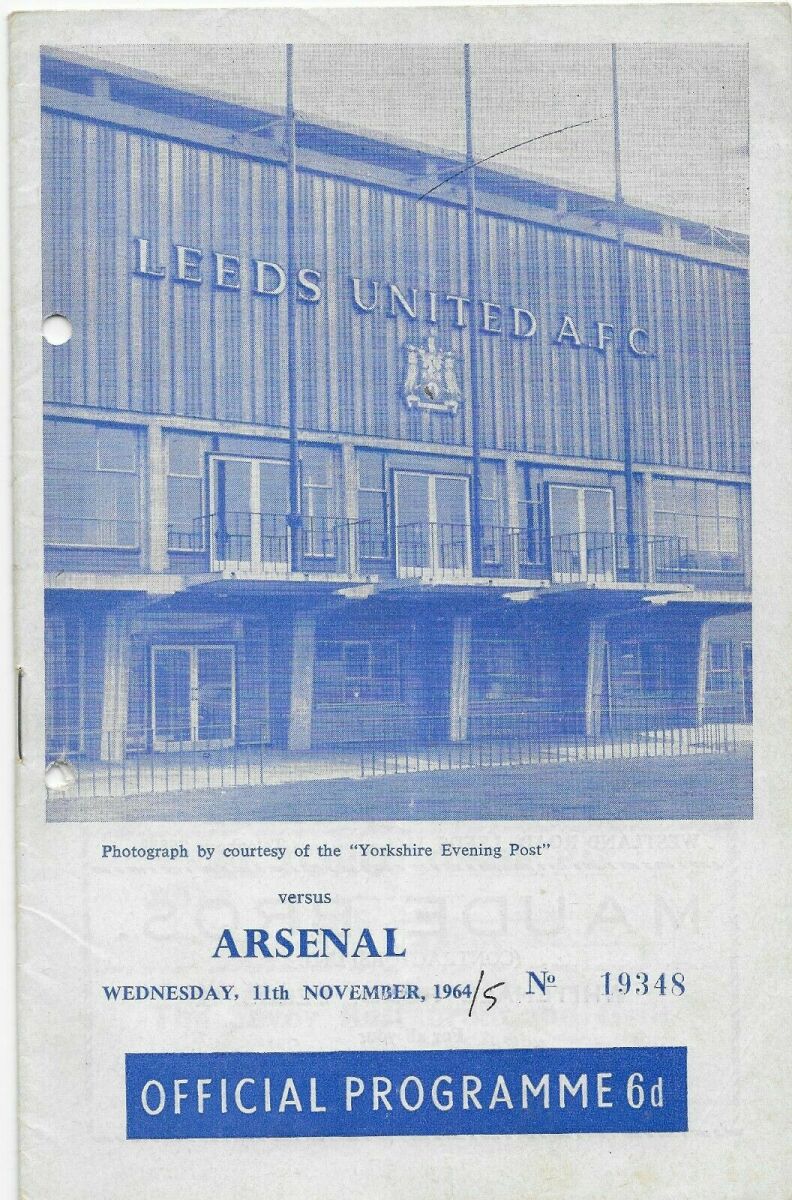 LEEDS UNITED A.F.C.
Photograph by courtesy of the "Yorkshire Evening Post"
versus
ARSENAL
WEDNESDAY, 11th NOVEMBER, 1964/5 Nº 19348
OFFICIAL PROGRAMME 6d